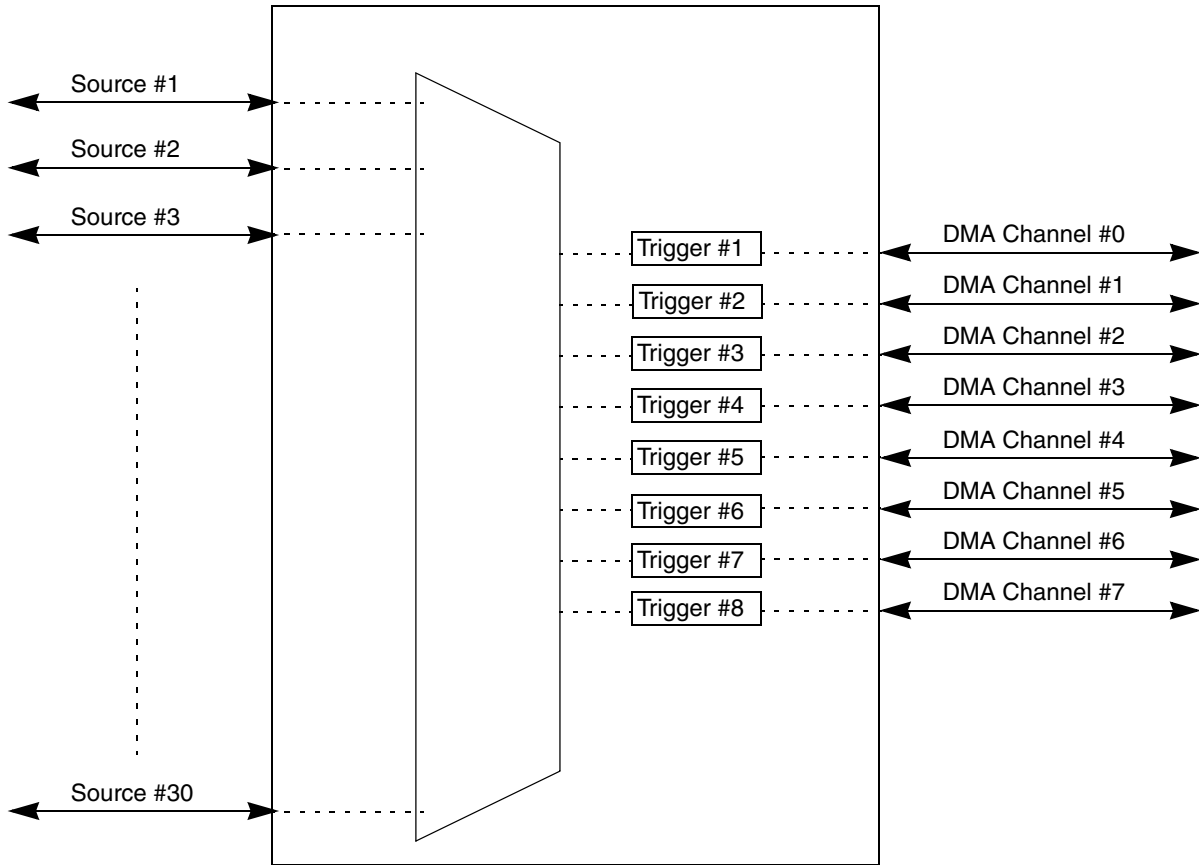 Source #1
Source #2
Source #3
Source #30
Trigger #1
Trigger #2
Trigger #3
Trigger #4
Trigger #5
Trigger #6
Trigger #7
Trigger #8
DMA Channel #0
DMA Channel #1
DMA Channel #2
DMA Channel #3
DMA Channel #4
DMA Channel #5
DMA Channel #6
DMA Channel #7